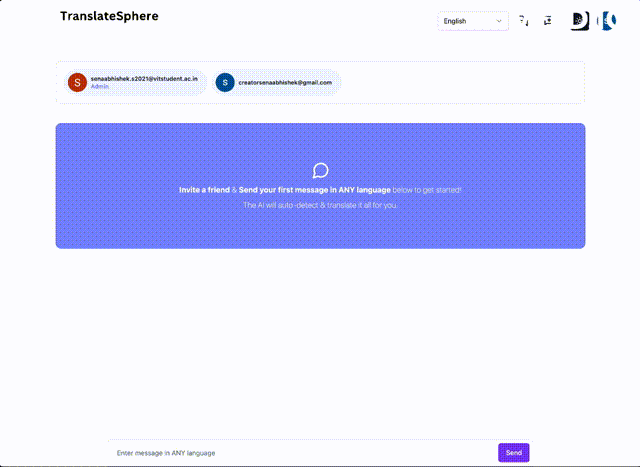 TranslateSphere
English
S
senaabhishek.s2021@vitstudent.ac.in
Admin
S
creatorsenaabhishek@gmail.com
Invite a friend & Send your first message in ANY language below to get started!
The AI will auto-detect & translate it all for you.
Enter message in ANY language
Send